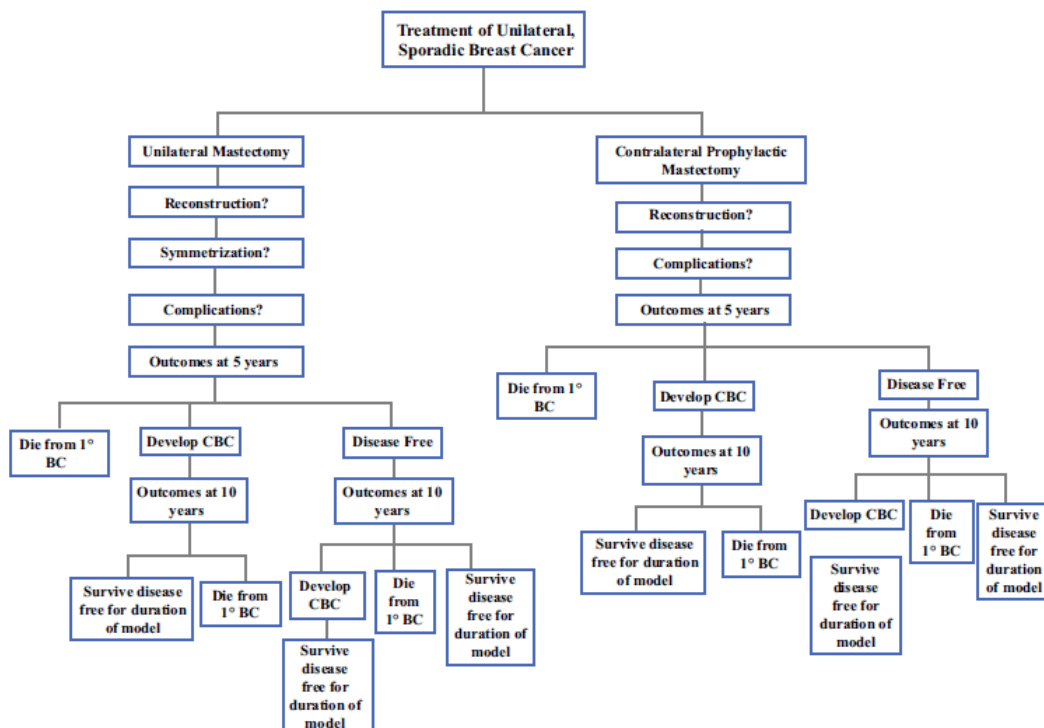 Treatment of Unilateral,
Sporadic Breast Cancer
Unilateral Mastectomy
Reconstruction?
Symmetrization?
Complications?
Outcomes at 5 years
Die from 1°
BC
Develop CBC
Outcomes at 10
years
Survive disease
free for duration
of model
Die from
1° BC
Disease Free
Outcomes at 10
years
Develop
CBC
Survive
disease
free for
duration of
model
Die
from
1° BC
Survive
disease
free for
duration of
model
Contralateral Prophylactic
Mastectomy
Reconstruction?
Complications?
Outcomes at 5 years
Die from 1°
BC
Develop CBC
Outcomes at 10
years
Survive disease
free for duration
of model
Die from
1° BC
Disease Free
Outcomes at 10
years
Develop CBC
Survive
disease
free for
duration of
model
Die
from
1° BC
Survive
disease
free for
duration of
model